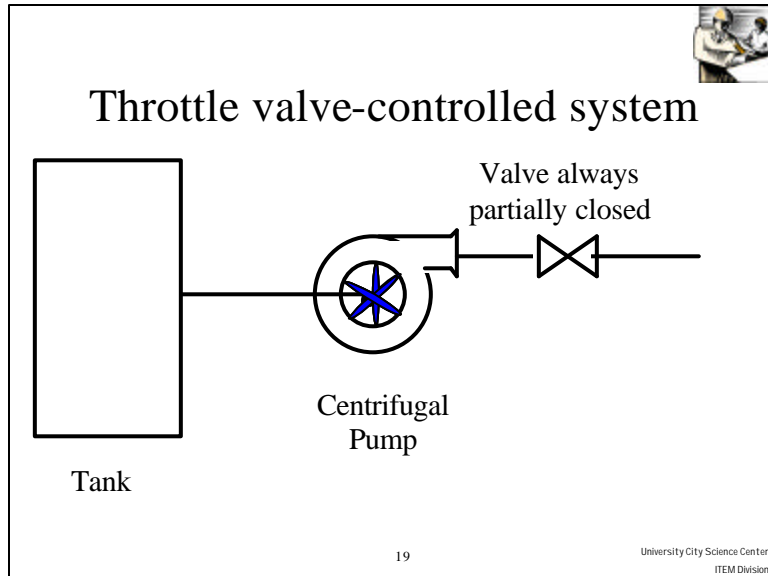 Throttle valve-controlled system
Valve always
partially closed
Centrifugal
Pump
Tank
19
University City Science Center
ITEM Division